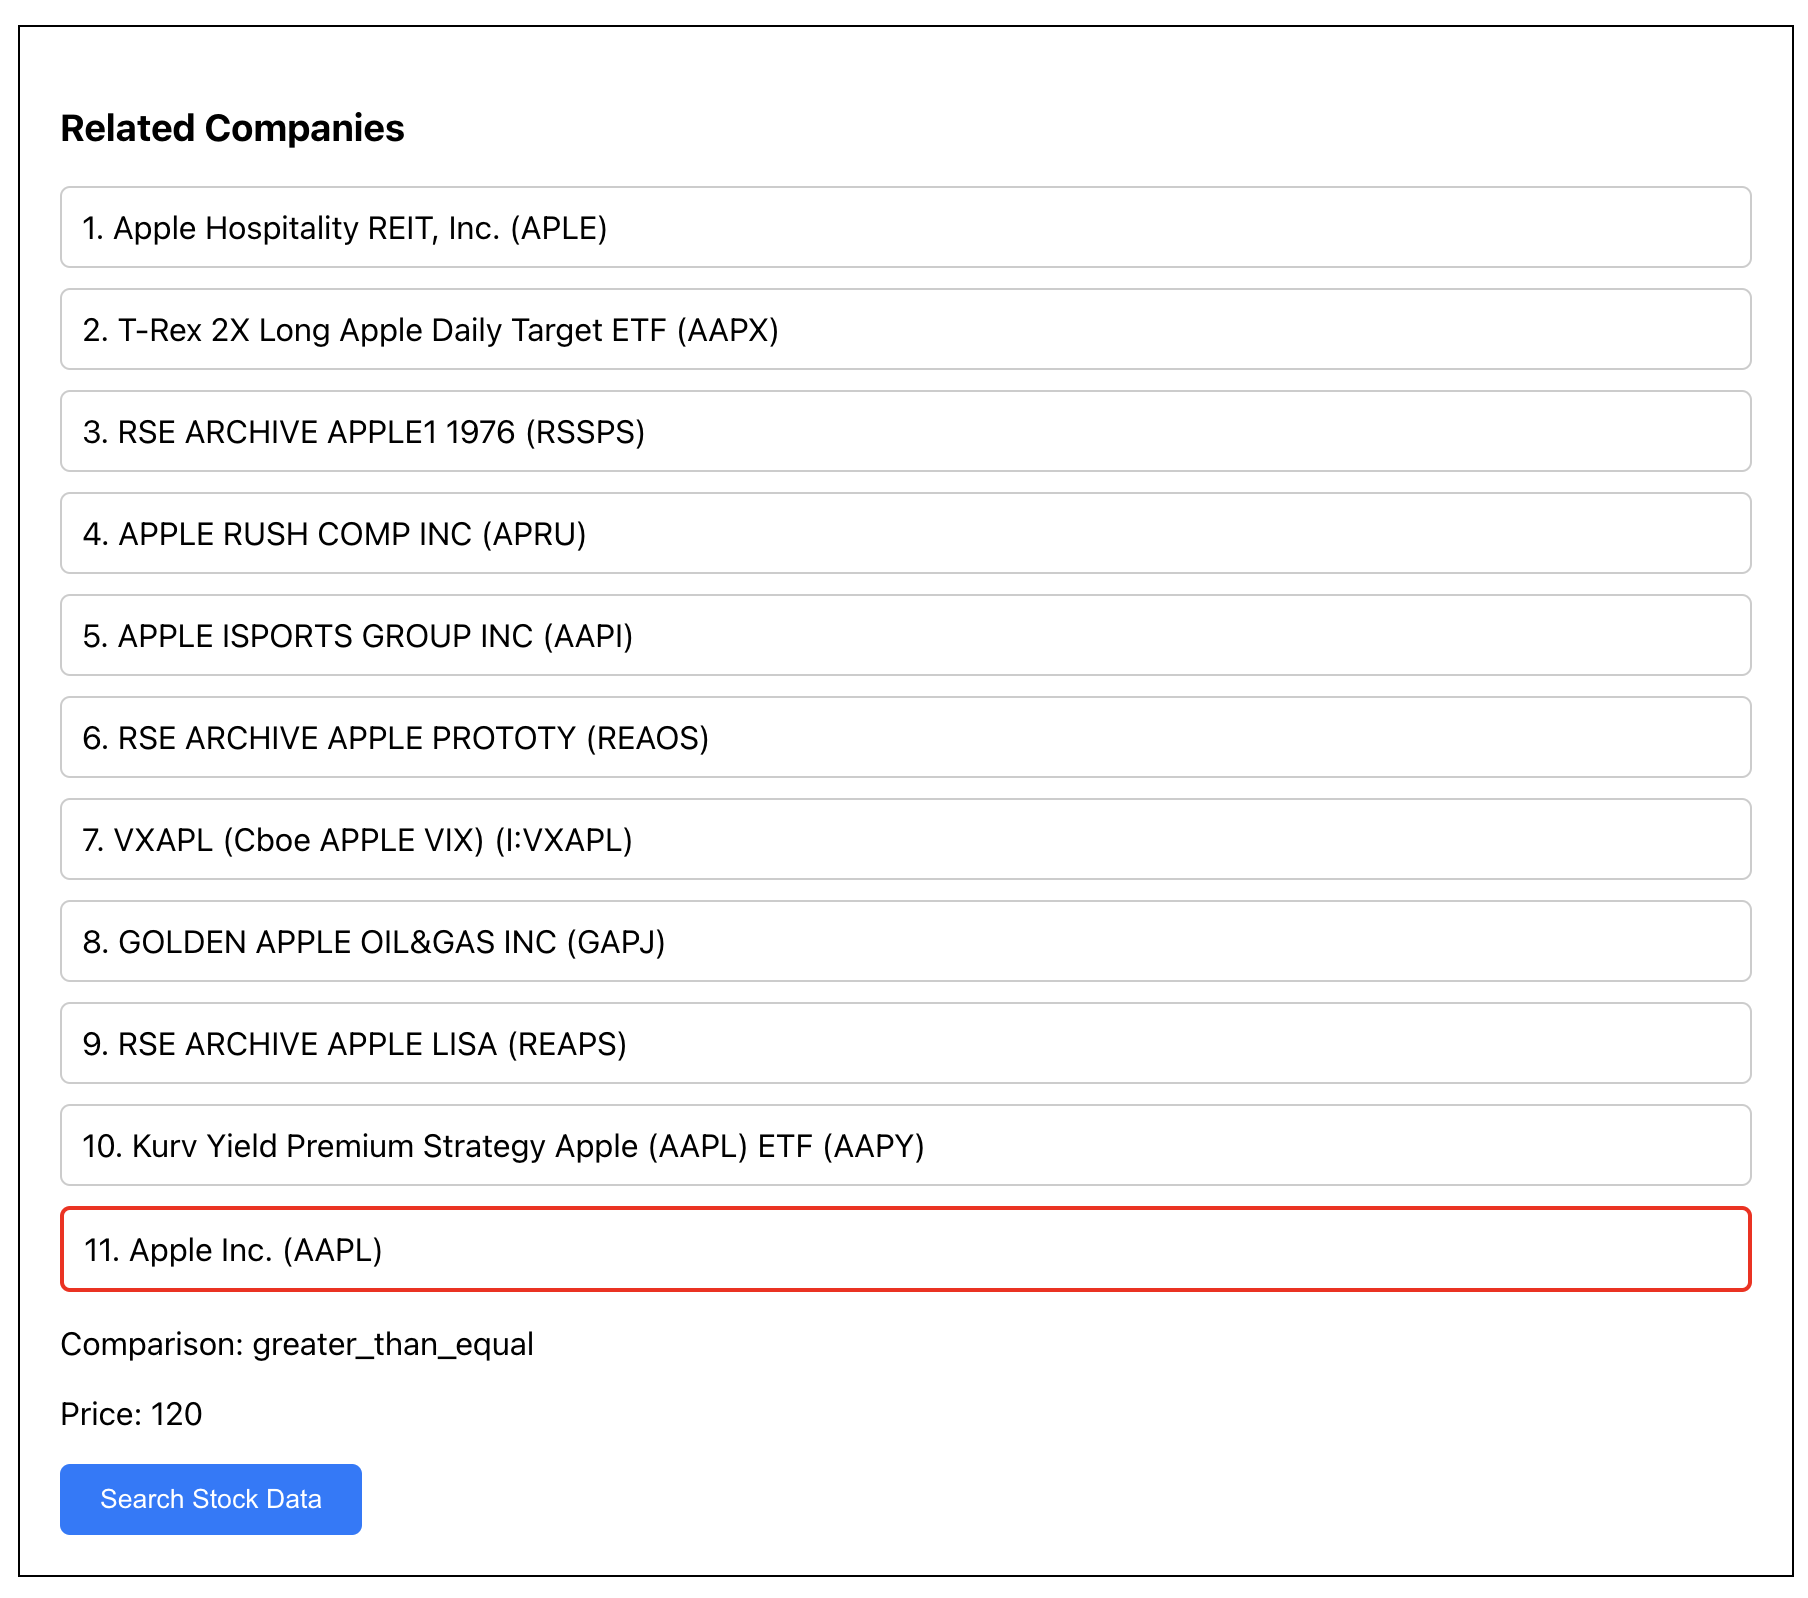 Related Companies
1. Apple Hospitality REIT, Inc. (APLE)
2. T-Rex 2X Long Apple Daily Target ETF (AAPX)
3. RSE ARCHIVE APPLE1 1976 (RSSPS)
4. APPLE RUSH COMP INC (APRU)
5. APPLE ISPORTS GROUP INC (AAPI)
6. RSE ARCHIVE APPLE PROTOTY (REAOS)
7. VXAPL (Cboe APPLE VIX) (I:VXAPL)
8. GOLDEN APPLE OIL&GAS INC (GAPJ)
9. RSE ARCHIVE APPLE LISA (REAPS)
10. Kurv Yield Premium Strategy Apple (AAPL) ETF (AAPY)
11. Apple Inc. (AAPL)
Comparison: greater_than_equal
Price: 120
Search Stock Data